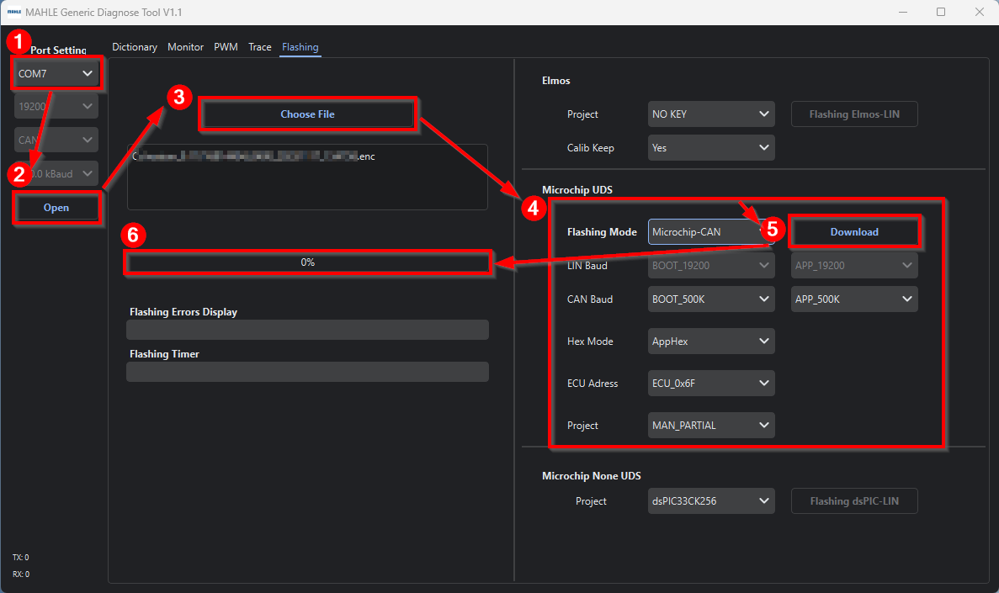 MAHLE MAHLE Generic Diagnose Tool V1.1
1
Port Setting
Dictionary Monitor PWM Trace Flashing
COM7
19200
CAN
2
.0 kBaud
Open
3
Choose File
.enc
6
0%
Flashing Errors Display
Flashing Timer
Elmos
Project NO KEY Flashing Elmos-LIN
Calib Keep Yes
4
Microchip UDS
Flashing Mode Microchip-CAN 5 Download
LIN Baud BOOT_19200 APP_19200
CAN Baud BOOT_500K APP_500K
Hex Mode AppHex
ECU Adress ECU_0x6F
Project MAN_PARTIAL
Microchip None UDS
Project dsPIC33CK256 Flashing dsPIC-LIN
TX: 0
RX: 0